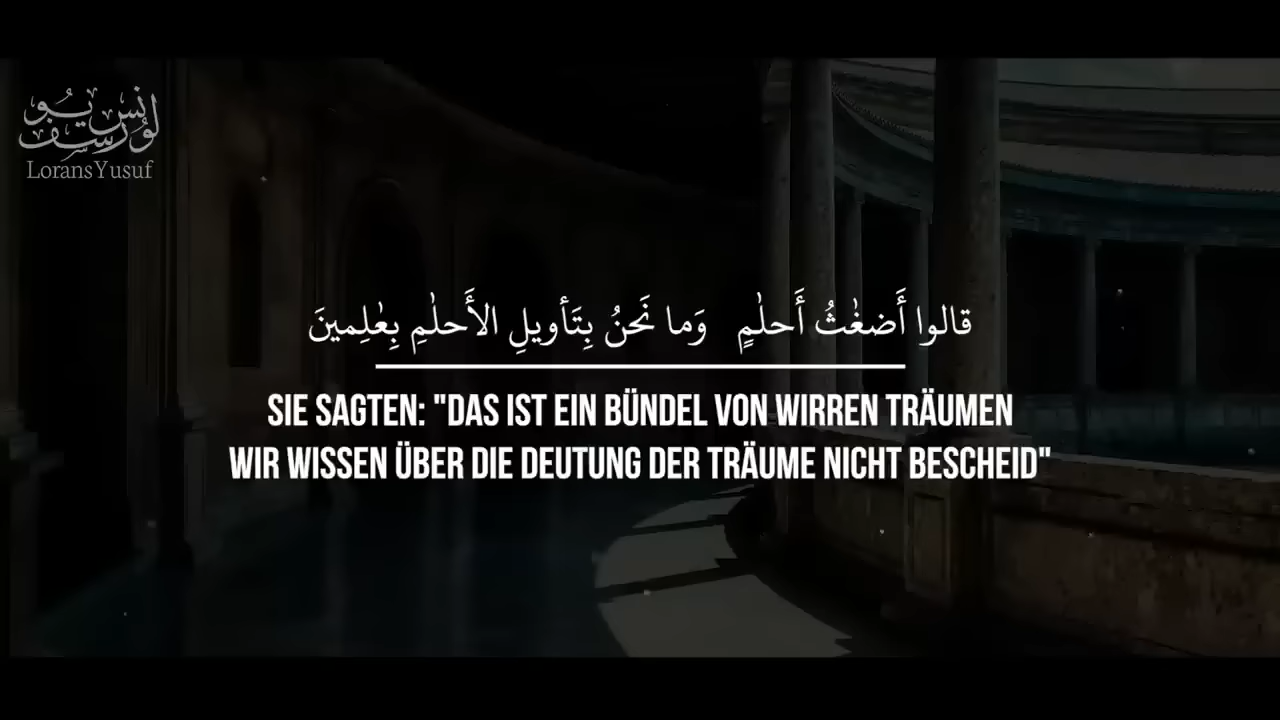 لورنس يوسف
LoransYusuf
قالوا أَضغٰثُ أَحلٰمٍ وَما نَحنُ بِتَأويلِ الأَحلٰمِ بِعٰلِمينَ
SIE SAGTEN: "DAS IST EIN BÜNDEL VON WIRREN TRÄUMEN
WIR WISSEN ÜBER DIE DEUTUNG DER TRÄUME NICHT BESCHEID"